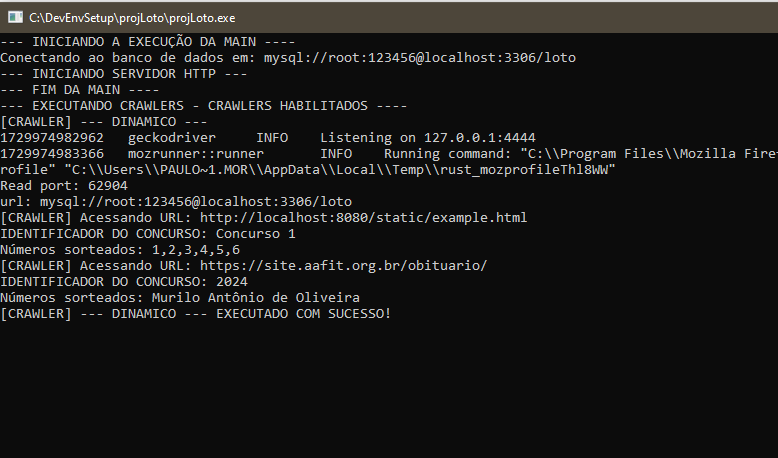 C:\DevEnvSetup\projLoto\projLoto.exe
--- INICIANDO A EXECUÇÃO DA MAIN ----
Conectando ao banco de dados em: mysql://root:123456@localhost:3306/loto
--- INICIANDO SERVIDOR HTTP ---
--- FIM DA MAIN ----
--- EXECUTANDO CRAWLERS - CRAWLERS HABILITADOS ----
[CRAWLER] --- DINAMICO ---
1729974982962 geckodriver INFO Listening on 127.0.0.1:4444
1729974983366 mozrunner::runner INFO Running command: "C:\\Program Files\\Mozilla Fire
rofile" "C:\\Users\\PAULO~1.MOR\\AppData\\Local\\Temp\\rust_mozprofileThl8WW"
Read port: 62904
url: mysql://root:123456@localhost:3306/loto
[CRAWLER] Acessando URL: http://localhost:8080/static/example.html
IDENTIFICADOR DO CONCURSO: Concurso 1
Números sorteados: 1,2,3,4,5,6
[CRAWLER] Acessando URL: https://site.aafit.org.br/obituario/
IDENTIFICADOR DO CONCURSO: 2024
Números sorteados: Murilo Antônio de Oliveira
[CRAWLER] --- DINAMICO --- EXECUTADO COM SUCESSO!